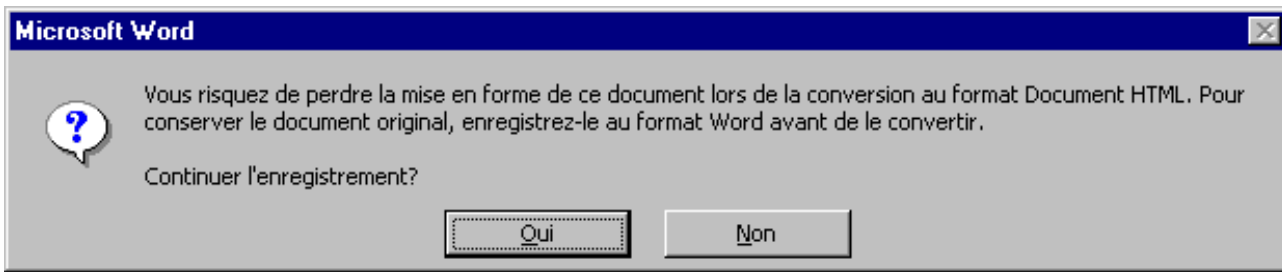 Microsoft Word
Vous risquez de perdre la mise en forme de ce document lors de la conversion au format Document HTML. Pour
conserver le document original, enregistrez-le au format Word avant de le convertir.
Continuer l'enregistrement?
Oui
Non